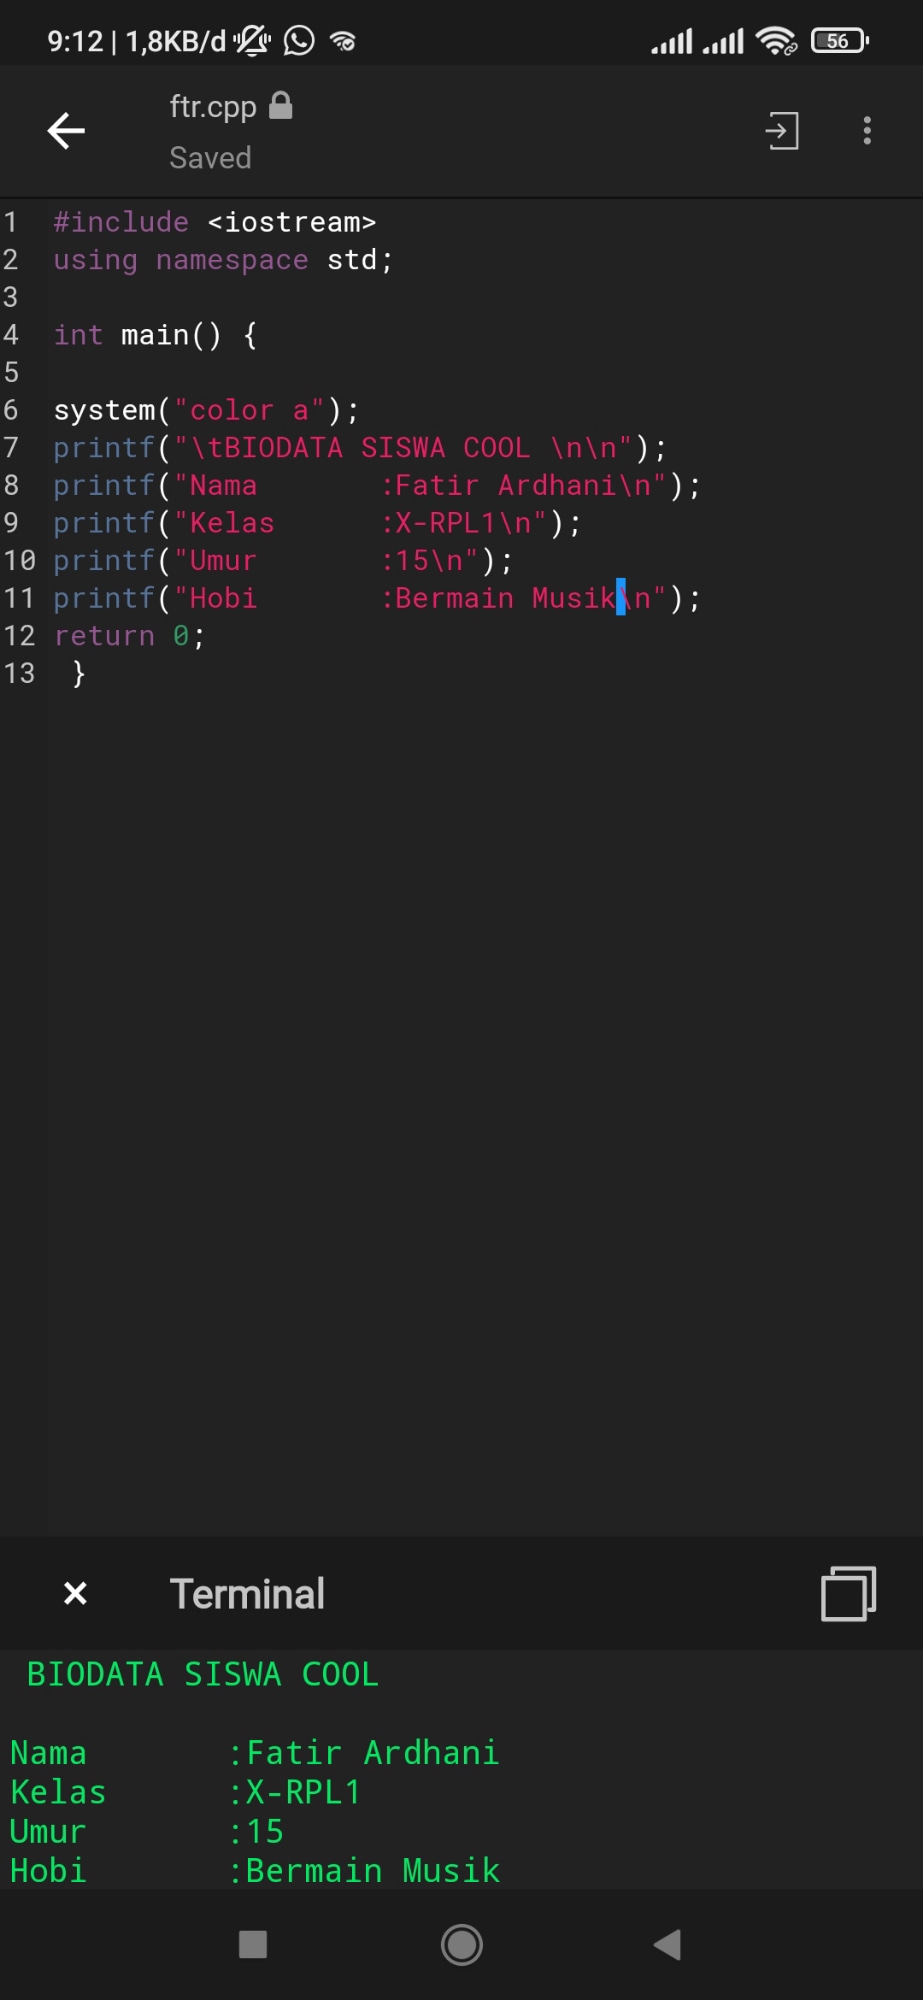 9:12 | 1,8KB/d 56
ftr.cpp
Saved
1 #include <iostream>
2 using namespace std;
3
4 int main() {
5
6 system("color a");
7 printf("\tBIODATA SISWA COOL \n\n");
8 printf("Nama       :Fatir Ardhani\n");
9 printf("Kelas      :X-RPL1\n");
10 printf("Umur       :15\n");
11 printf("Hobi       :Bermain Musik\n");
12 return 0;
13  }
Terminal
BIODATA SISWA COOL
Nama         :Fatir Ardhani
Kelas        :X-RPL1
Umur         :15
Hobi         :Bermain Musik